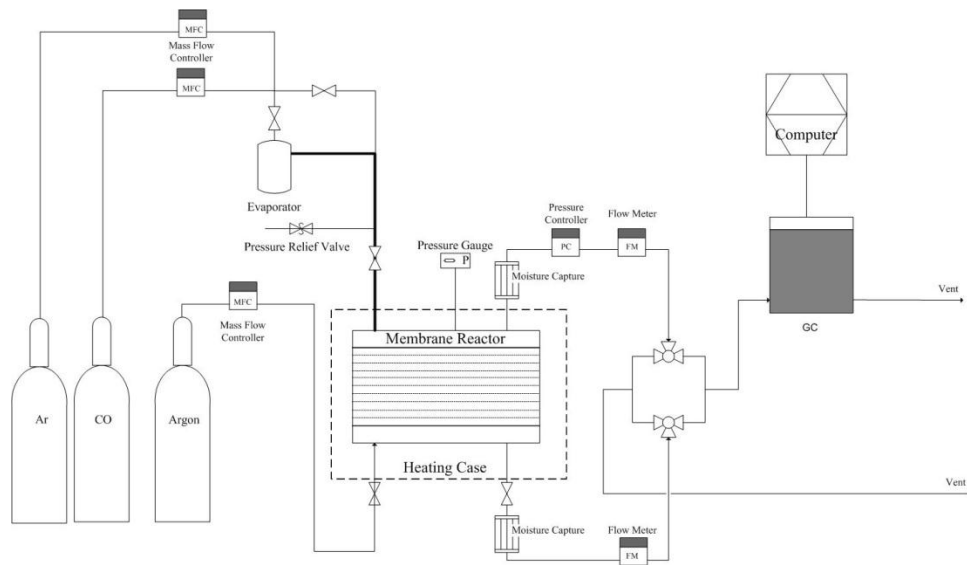 MFC
Mass Flow
Controller
MFC
Evaporator
Pressure Relief Valve
MFC
Mass Flow
Controller
Ar
CO
Argon
Pressure Gauge
P
Membrane Reactor
Heating Case
Moisture Capture
Pressure
Controller
PC
Flow Meter
FM
Moisture Capture
Flow Meter
FM
Computer
GC
Vent
Vent